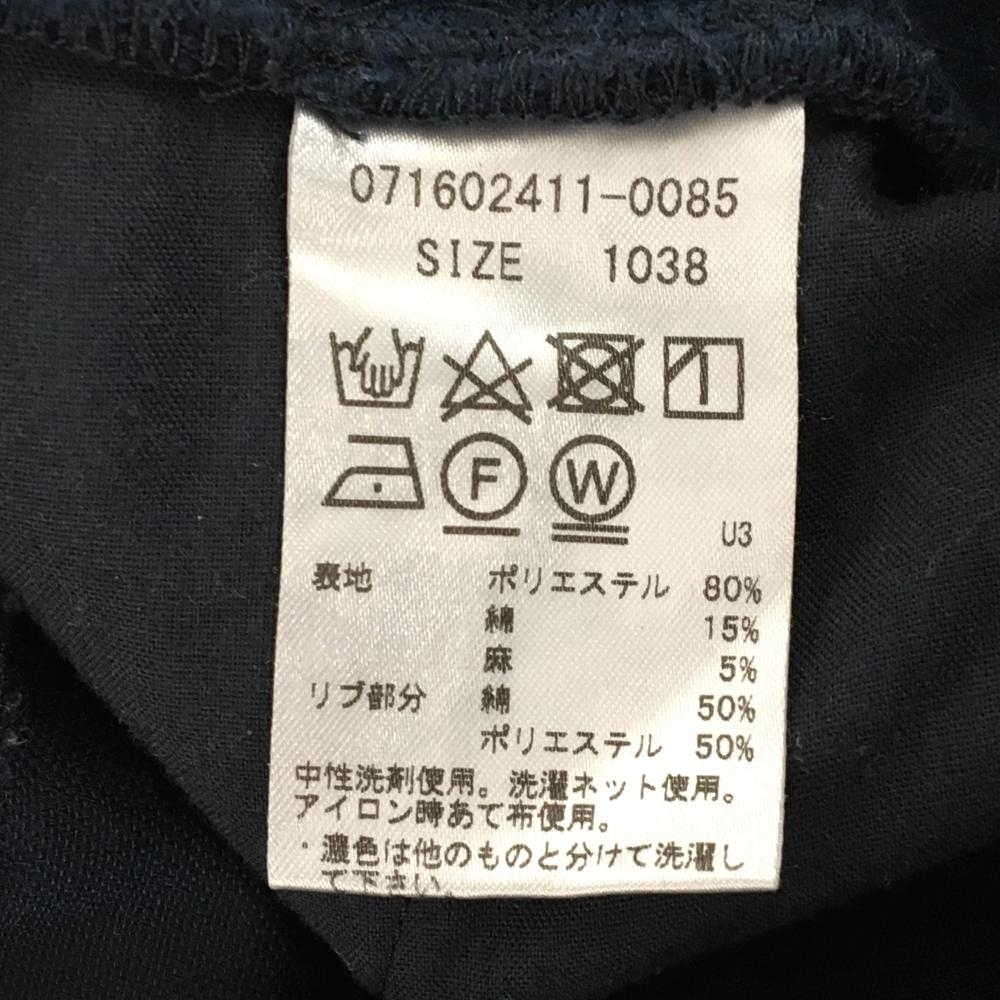 071602411-0085
SIZE 1038
F W
U3
表地 ポリエステル 80%
綿 15%
麻 5%
リブ部分 綿 50%
ポリエステル 50%
中性洗剤使用。洗濯ネット使用。
アイロン時あて布使用。
・濃色は他のものと分けて洗濯し
て下さい。